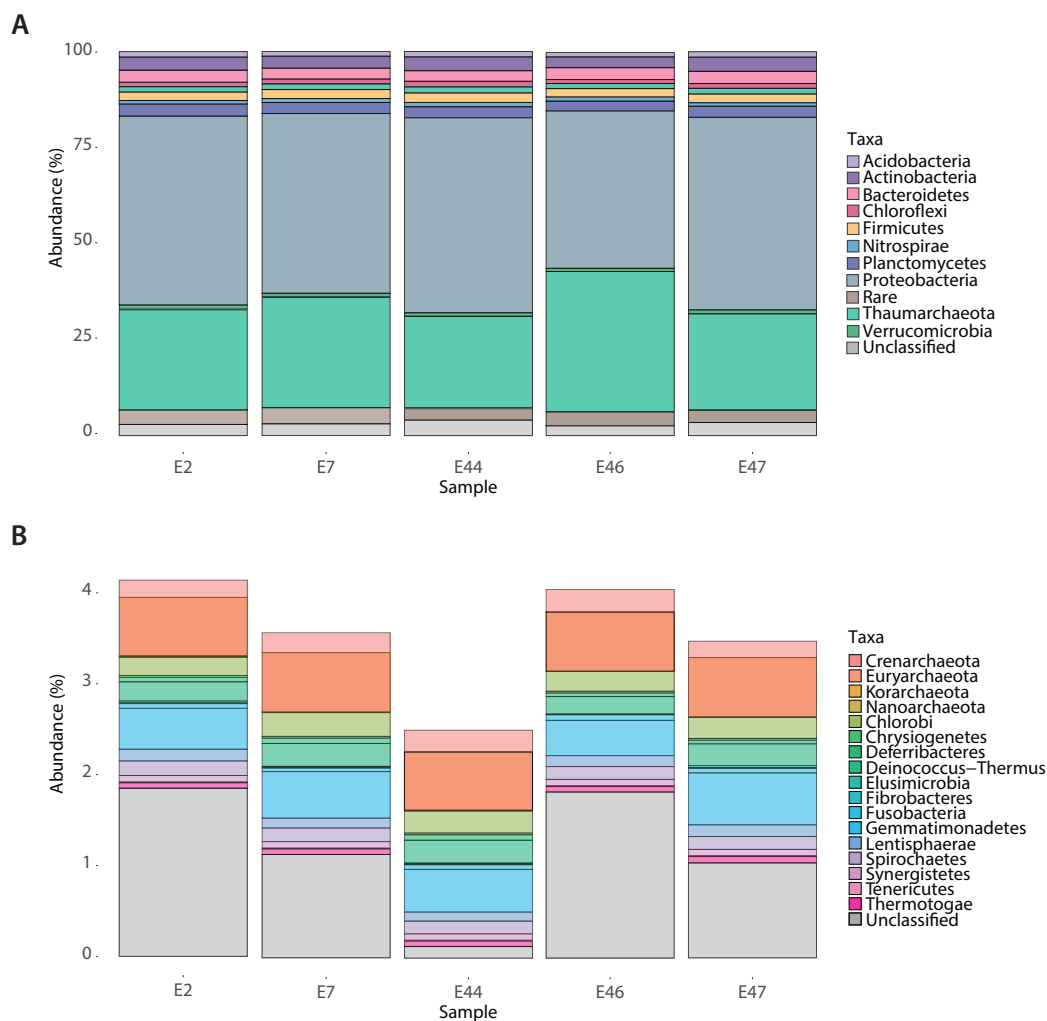 A
100
75
50
25
0
Abundance (%)
E2 E7 E44 E46 E47
Sample
Taxa
Acidobacteria
Actinobacteria
Bacteroidetes
Chloroflexi
Firmicutes
Nitrospirae
Planctomycetes
Proteobacteria
Rare
Thaumarchaeota
Verrucomicrobia
Unclassified
B
4
3
2
1
0
Abundance (%)
E2 E7 E44 E46 E47
Sample
Taxa
Crenarchaeota
Euryarchaeota
Korarchaeota
Nanoarchaeota
Chlorobi
Chrysiogenetes
Deferribacteres
Deinococcus−Thermus
Elusimicrobia
Fibrobacteres
Fusobacteria
Gemmatimonadetes
Lentisphaerae
Spirochaetes
Synergistetes
Tenericutes
Thermotogae
Unclassified